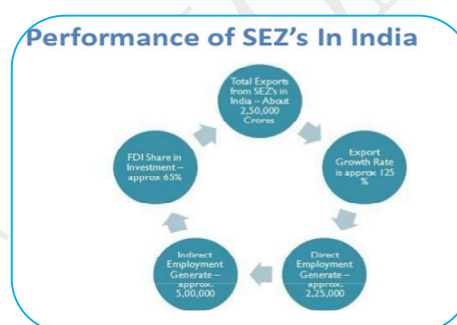 Performance of SEZ's In India
Total Exports
from SEZ's in
India – About
2,50,000
Crores
Export
Growth Rate
is approx 125
%
Direct
Employment
Generate –
approx.
2,25,000
Indirect
Employment
Generate –
approx.
5,00,000
FDI Share in
Investment –
approx 65%